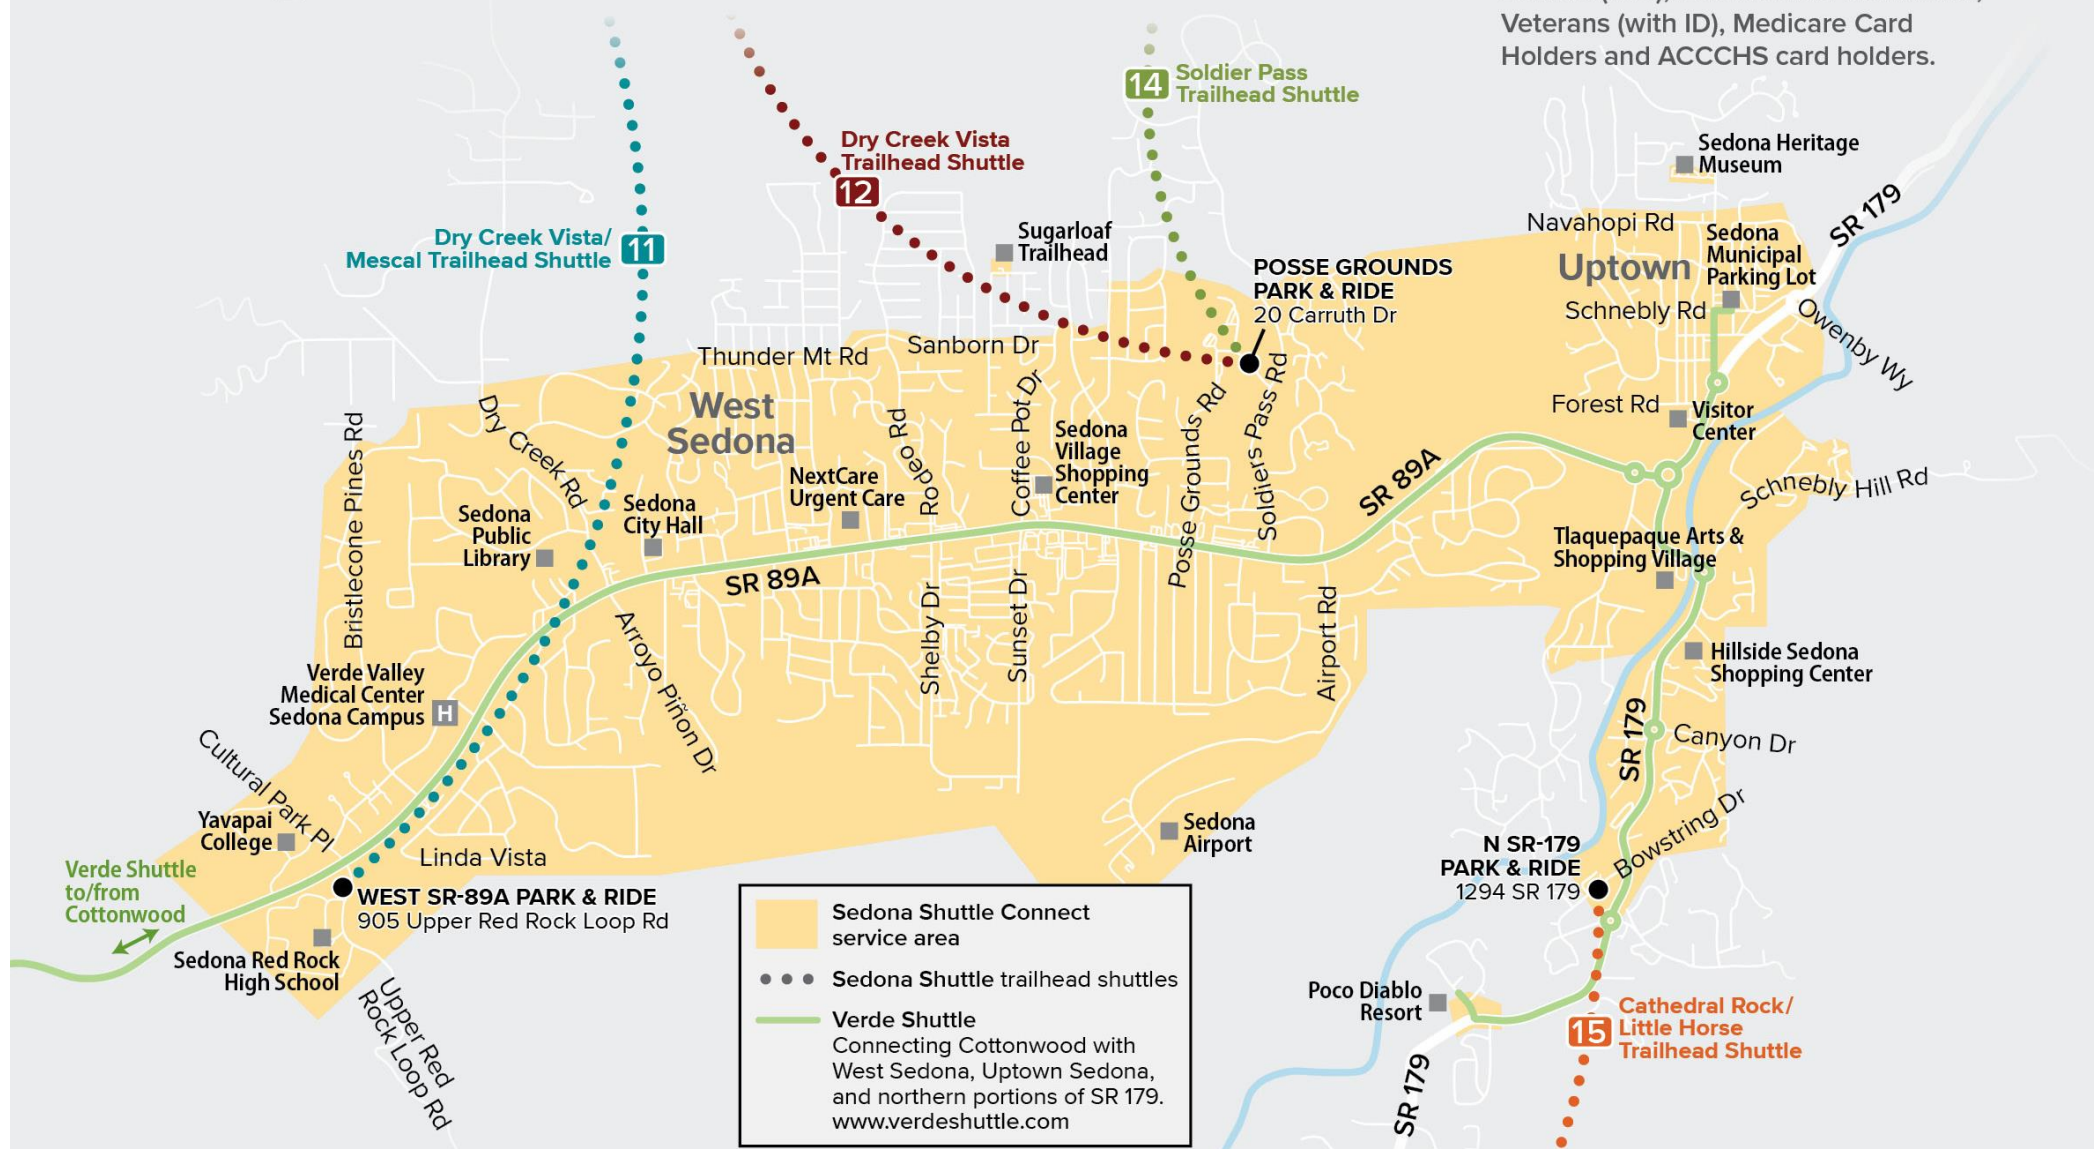 Veterans (with ID), Medicare Card
Holders and ACCCHS card holders.
14
Soldier Pass
Trailhead Shuttle
Dry Creek Vista
Trailhead Shuttle
12
Sedona Heritage
Museum
SR 179
Navahopi Rd
Dry Creek Vista/
Mescal Trailhead Shuttle
11
Sugarloaf
Trailhead
Sedona
Municipal
Parking Lot
Uptown
POSSE GROUNDS
PARK & RIDE
20 Carruth Dr
Schnebly Rd
Owenby Wy
Thunder Mt Rd
Sanborn Dr
West
Sedona
Forest Rd
Visitor
Center
Bristlecone Pines Rd
Dry Creek Rd
Rodeo Rd
Coffee Pot Dr
Sedona
Village
Shopping
Center
Posse Grounds Rd
Soldiers Pass Rd
SR 89A
Schnebly Hill Rd
NextCare
Urgent Care
Sedona
City Hall
Sedona
Public
Library
Tlaquepaque Arts &
Shopping Village
SR 89A
Shelby Dr
Sunset Dr
Airport Rd
Arroyo Piñon Dr
Hillside Sedona
Shopping Center
Verde Valley
Medical Center
Sedona Campus
H
SR 179
Canyon Dr
Cultural Park Pl
Yavapai
College
Sedona
Airport
Bowstring Dr
N SR-179
PARK & RIDE
1294 SR 179
Linda Vista
Verde Shuttle
to/from
Cottonwood
WEST SR-89A PARK & RIDE
905 Upper Red Rock Loop Rd
Sedona Red Rock
High School
Upper Red
Rock Loop Rd
Sedona Shuttle Connect
service area
Sedona Shuttle trailhead shuttles
Verde Shuttle
Connecting Cottonwood with
West Sedona, Uptown Sedona,
and northern portions of SR 179.
www.verdeshuttle.com
Poco Diablo
Resort
15
Cathedral Rock/
Little Horse
Trailhead Shuttle
SR 179